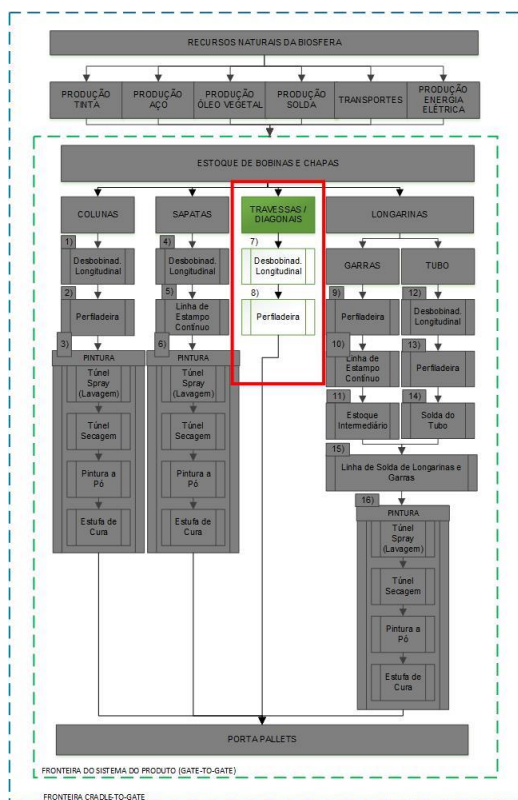 RECURSOS NATURAIS DA BIOSFERA
PRODUÇÃO
TINTA
PRODUÇÃO
AÇO
PRODUÇÃO
ÓLEO VEGETAL
PRODUÇÃO
SOLDA
TRANSPORTES
PRODUÇÃO
ENERGIA
ELÉTRICA
ESTOQUE DE BOBINAS E CHAPAS
COLUNAS
SAPATAS
TRAVESSAS /
DIAGONAIS
LONGARINAS
1)
Desbobinad.
Longitudinal
2)
Perfiladeira
3)
PINTURA
Túnel
Spray
(Lavagem)
Túnel
Secagem
Pintura a
Pó
Estufa de
Cura
4)
Desbobinad.
Longitudinal
5)
Linha de
Estampo
Contínuo
6)
PINTURA
Túnel
Spray
(Lavagem)
Túnel
Secagem
Pintura a
Pó
Estufa de
Cura
7)
Desbobinad.
Longitudinal
8)
Perfiladeira
GARRAS
9)
Perfiladeira
10)
Linha de
Estampo
Contínuo
11)
Estoque
Intermediário
TUBO
12)
Desbobinad.
Longitudinal
13)
Perfiladeira
14)
Solda do
Tubo
15)
Linha de Solda de Longarinas e
Garras
16)
PINTURA
Túnel
Spray
(Lavagem)
Túnel
Secagem
Pintura a
Pó
Estufa de
Cura
PORTA PALLETS
FRONTEIRA DO SISTEMA DO PRODUTO (GATE-TO-GATE)
FRONTEIRA CRADLE-TO-GATE